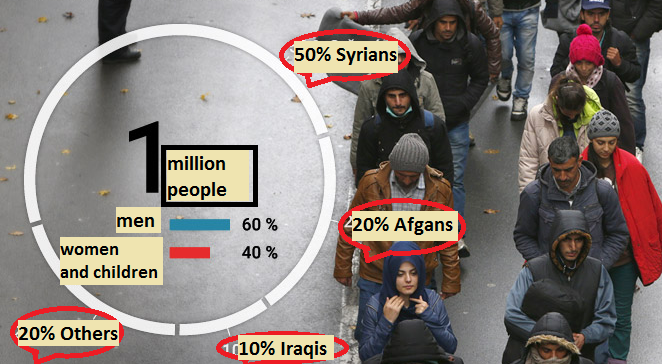 50% Syrians
1 million
people
men 60 %
women
and children 40 %
20% Afgans
20% Others
10% Iraqis